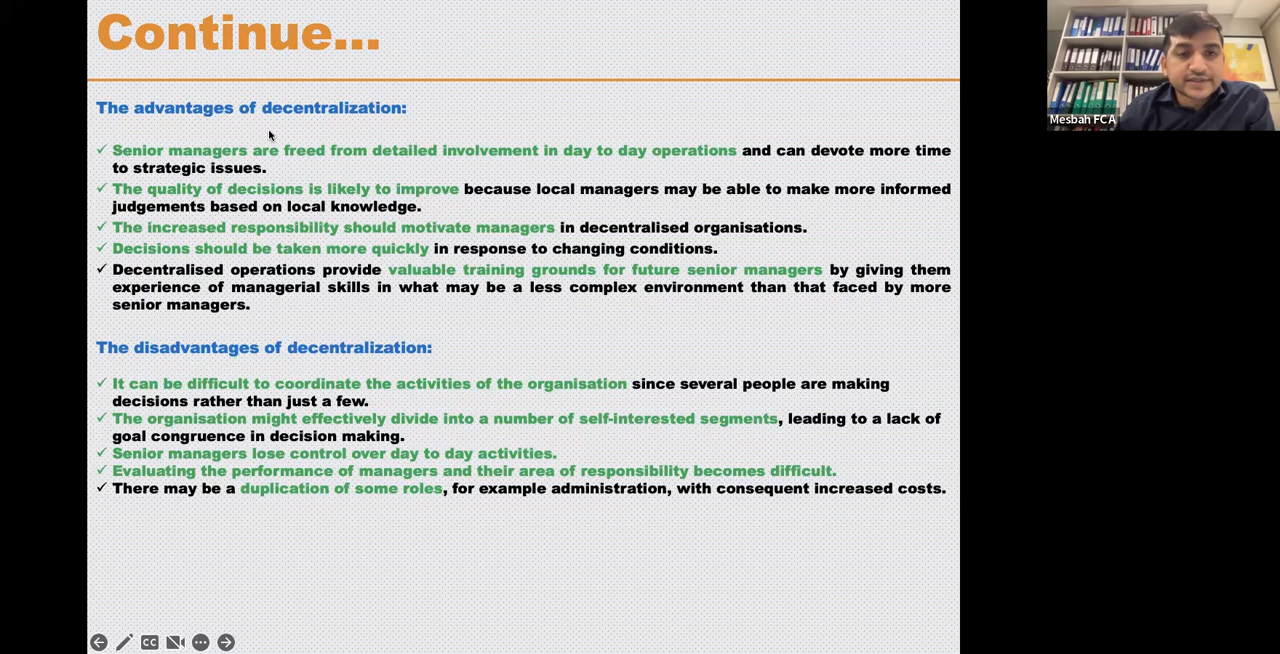 Continue...
The advantages of decentralization:
✓ Senior managers are freed from detailed involvement in day to day operations and can devote more time
to strategic issues.
✓ The quality of decisions is likely to improve because local managers may be able to make more informed
judgements based on local knowledge.
✓ The increased responsibility should motivate managers in decentralised organisations.
✓ Decisions should be taken more quickly in response to changing conditions.
✓ Decentralised operations provide valuable training grounds for future senior managers by giving them
experience of managerial skills in what may be a less complex environment than that faced by more
senior managers.
The disadvantages of decentralization:
✓ It can be difficult to coordinate the activities of the organisation since several people are making
decisions rather than just a few.
✓ The organisation might effectively divide into a number of self-interested segments, leading to a lack of
goal congruence in decision making.
✓ Senior managers lose control over day to day activities.
✓ Evaluating the performance of managers and their area of responsibility becomes difficult.
✓ There may be a duplication of some roles, for example administration, with consequent increased costs.
CC
Mesbah FCA